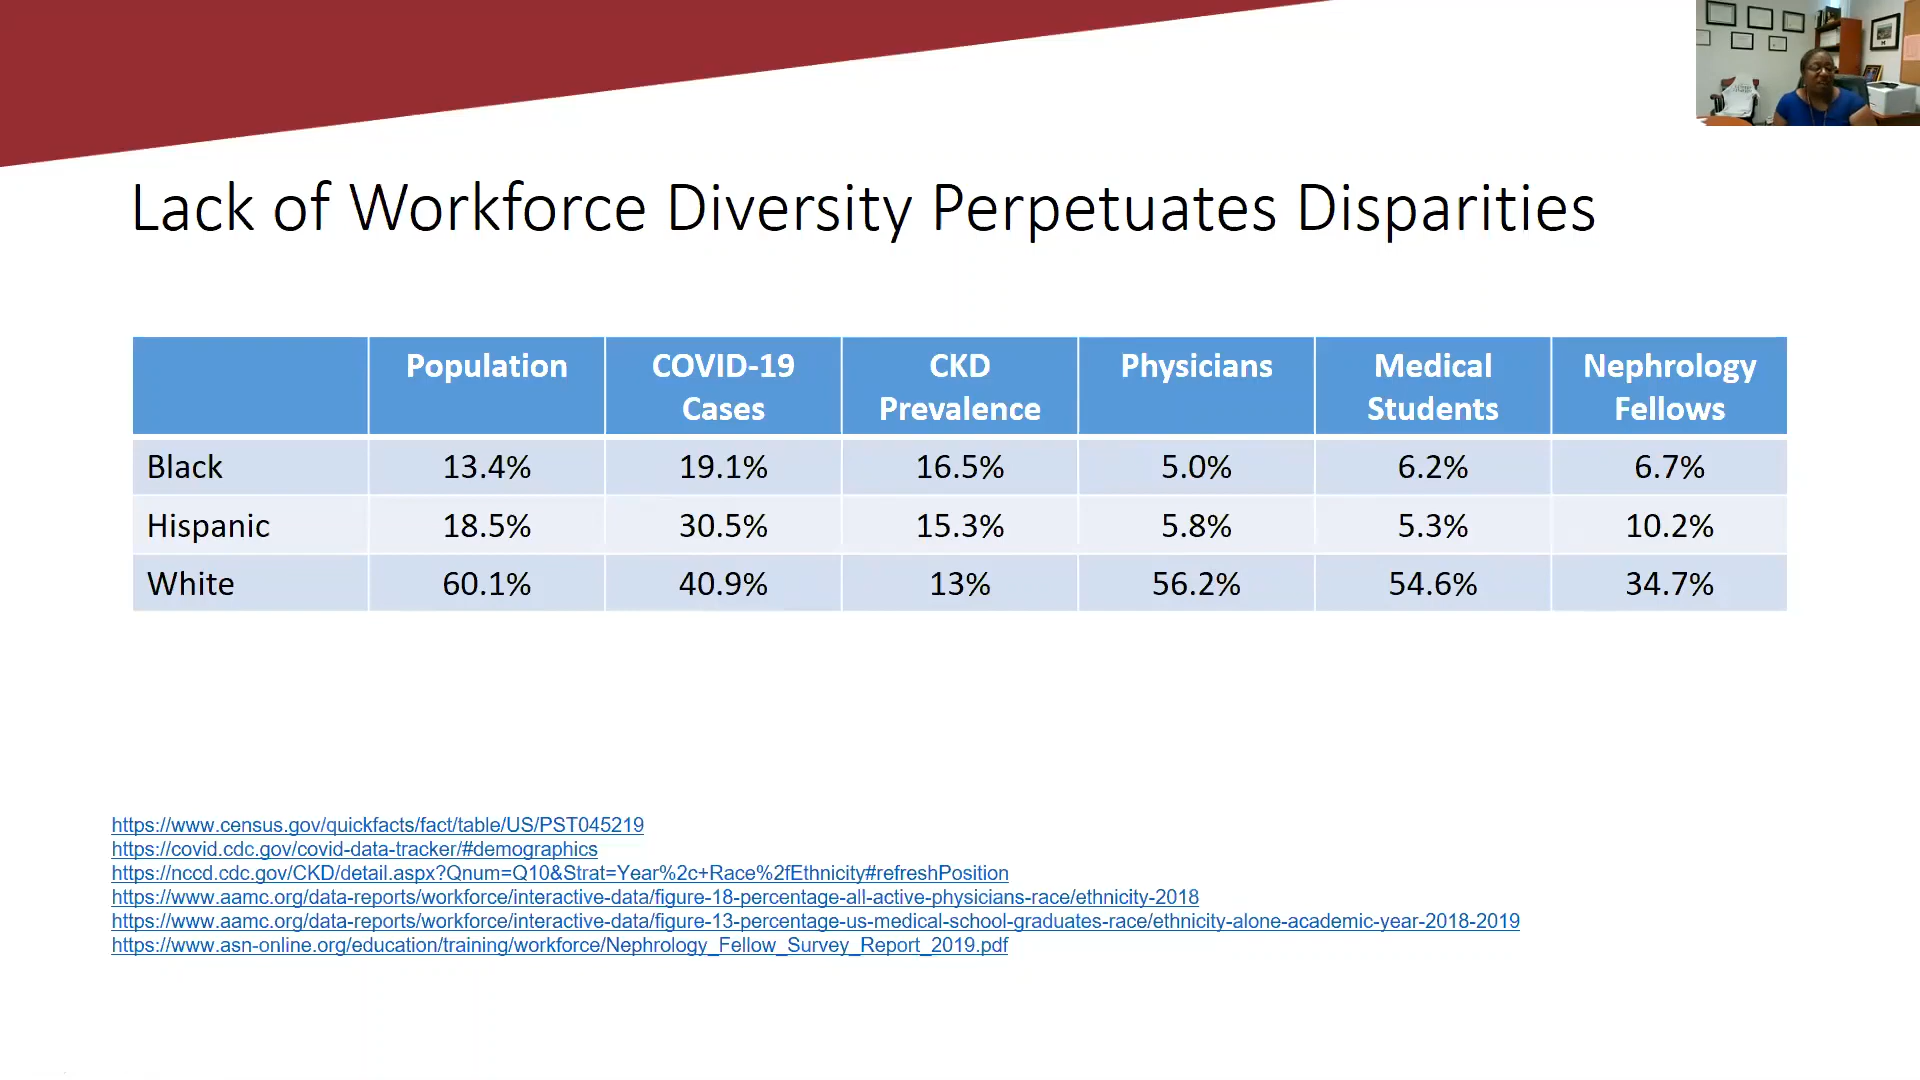 Lack of Workforce Diversity Perpetuates Disparities
Population COVID-19 Cases CKD Prevalence Physicians Medical Students Nephrology Fellows
Black 13.4% 19.1% 16.5% 5.0% 6.2% 6.7%
Hispanic 18.5% 30.5% 15.3% 5.8% 5.3% 10.2%
White 60.1% 40.9% 13% 56.2% 54.6% 34.7%
https://www.census.gov/quickfacts/fact/table/US/PST045219
https://covid.cdc.gov/covid-data-tracker/#demographics
https://nccd.cdc.gov/CKD/detail.aspx?Qnum=Q10&Strat=Year%2c+Race%2fEthnicity#refreshPosition
https://www.aamc.org/data-reports/workforce/interactive-data/figure-18-percentage-all-active-physicians-race/ethnicity-2018
https://www.aamc.org/data-reports/workforce/interactive-data/figure-13-percentage-us-medical-school-graduates-race/ethnicity-alone-academic-year-2018-2019
https://www.asn-online.org/education/training/workforce/Nephrology_Fellow_Survey_Report_2019.pdf